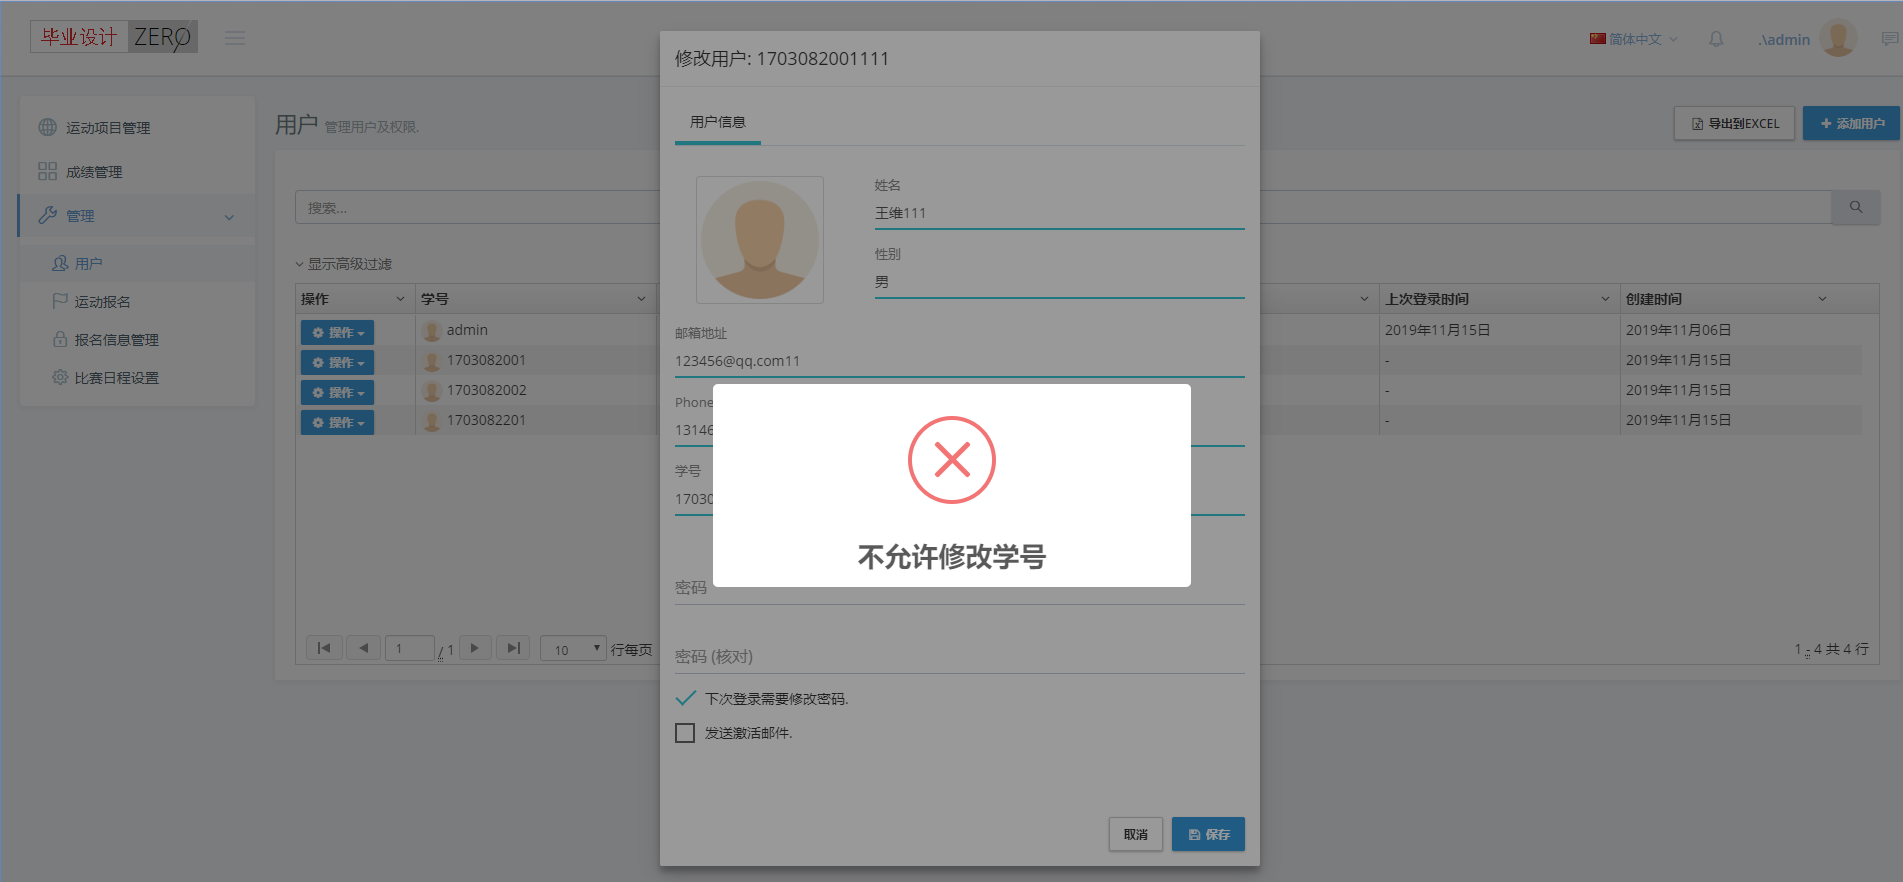 毕业设计 ZERO
简体中文
.\admin
运动项目管理
成绩管理
管理
用户
运动报名
报名信息管理
比赛日程设置
用户 管理用户及权限.
导出到EXCEL
添加用户
搜索...
显示高级过滤
操作 学号 上次登录时间 创建时间
操作 admin 2019年11月15日 2019年11月06日
操作 1703082001 - 2019年11月15日
操作 1703082002 - 2019年11月15日
操作 1703082201 - 2019年11月15日
1 / 1 10 行每页
1 - 4 共 4 行
修改用户: 1703082001111
用户信息
姓名
王维111
性别
男
邮箱地址
123456@qq.com11
Phone
13146
学号
17030
不允许修改学号
密码
密码 (核对)
下次登录需要修改密码.
发送激活邮件.
取消
保存